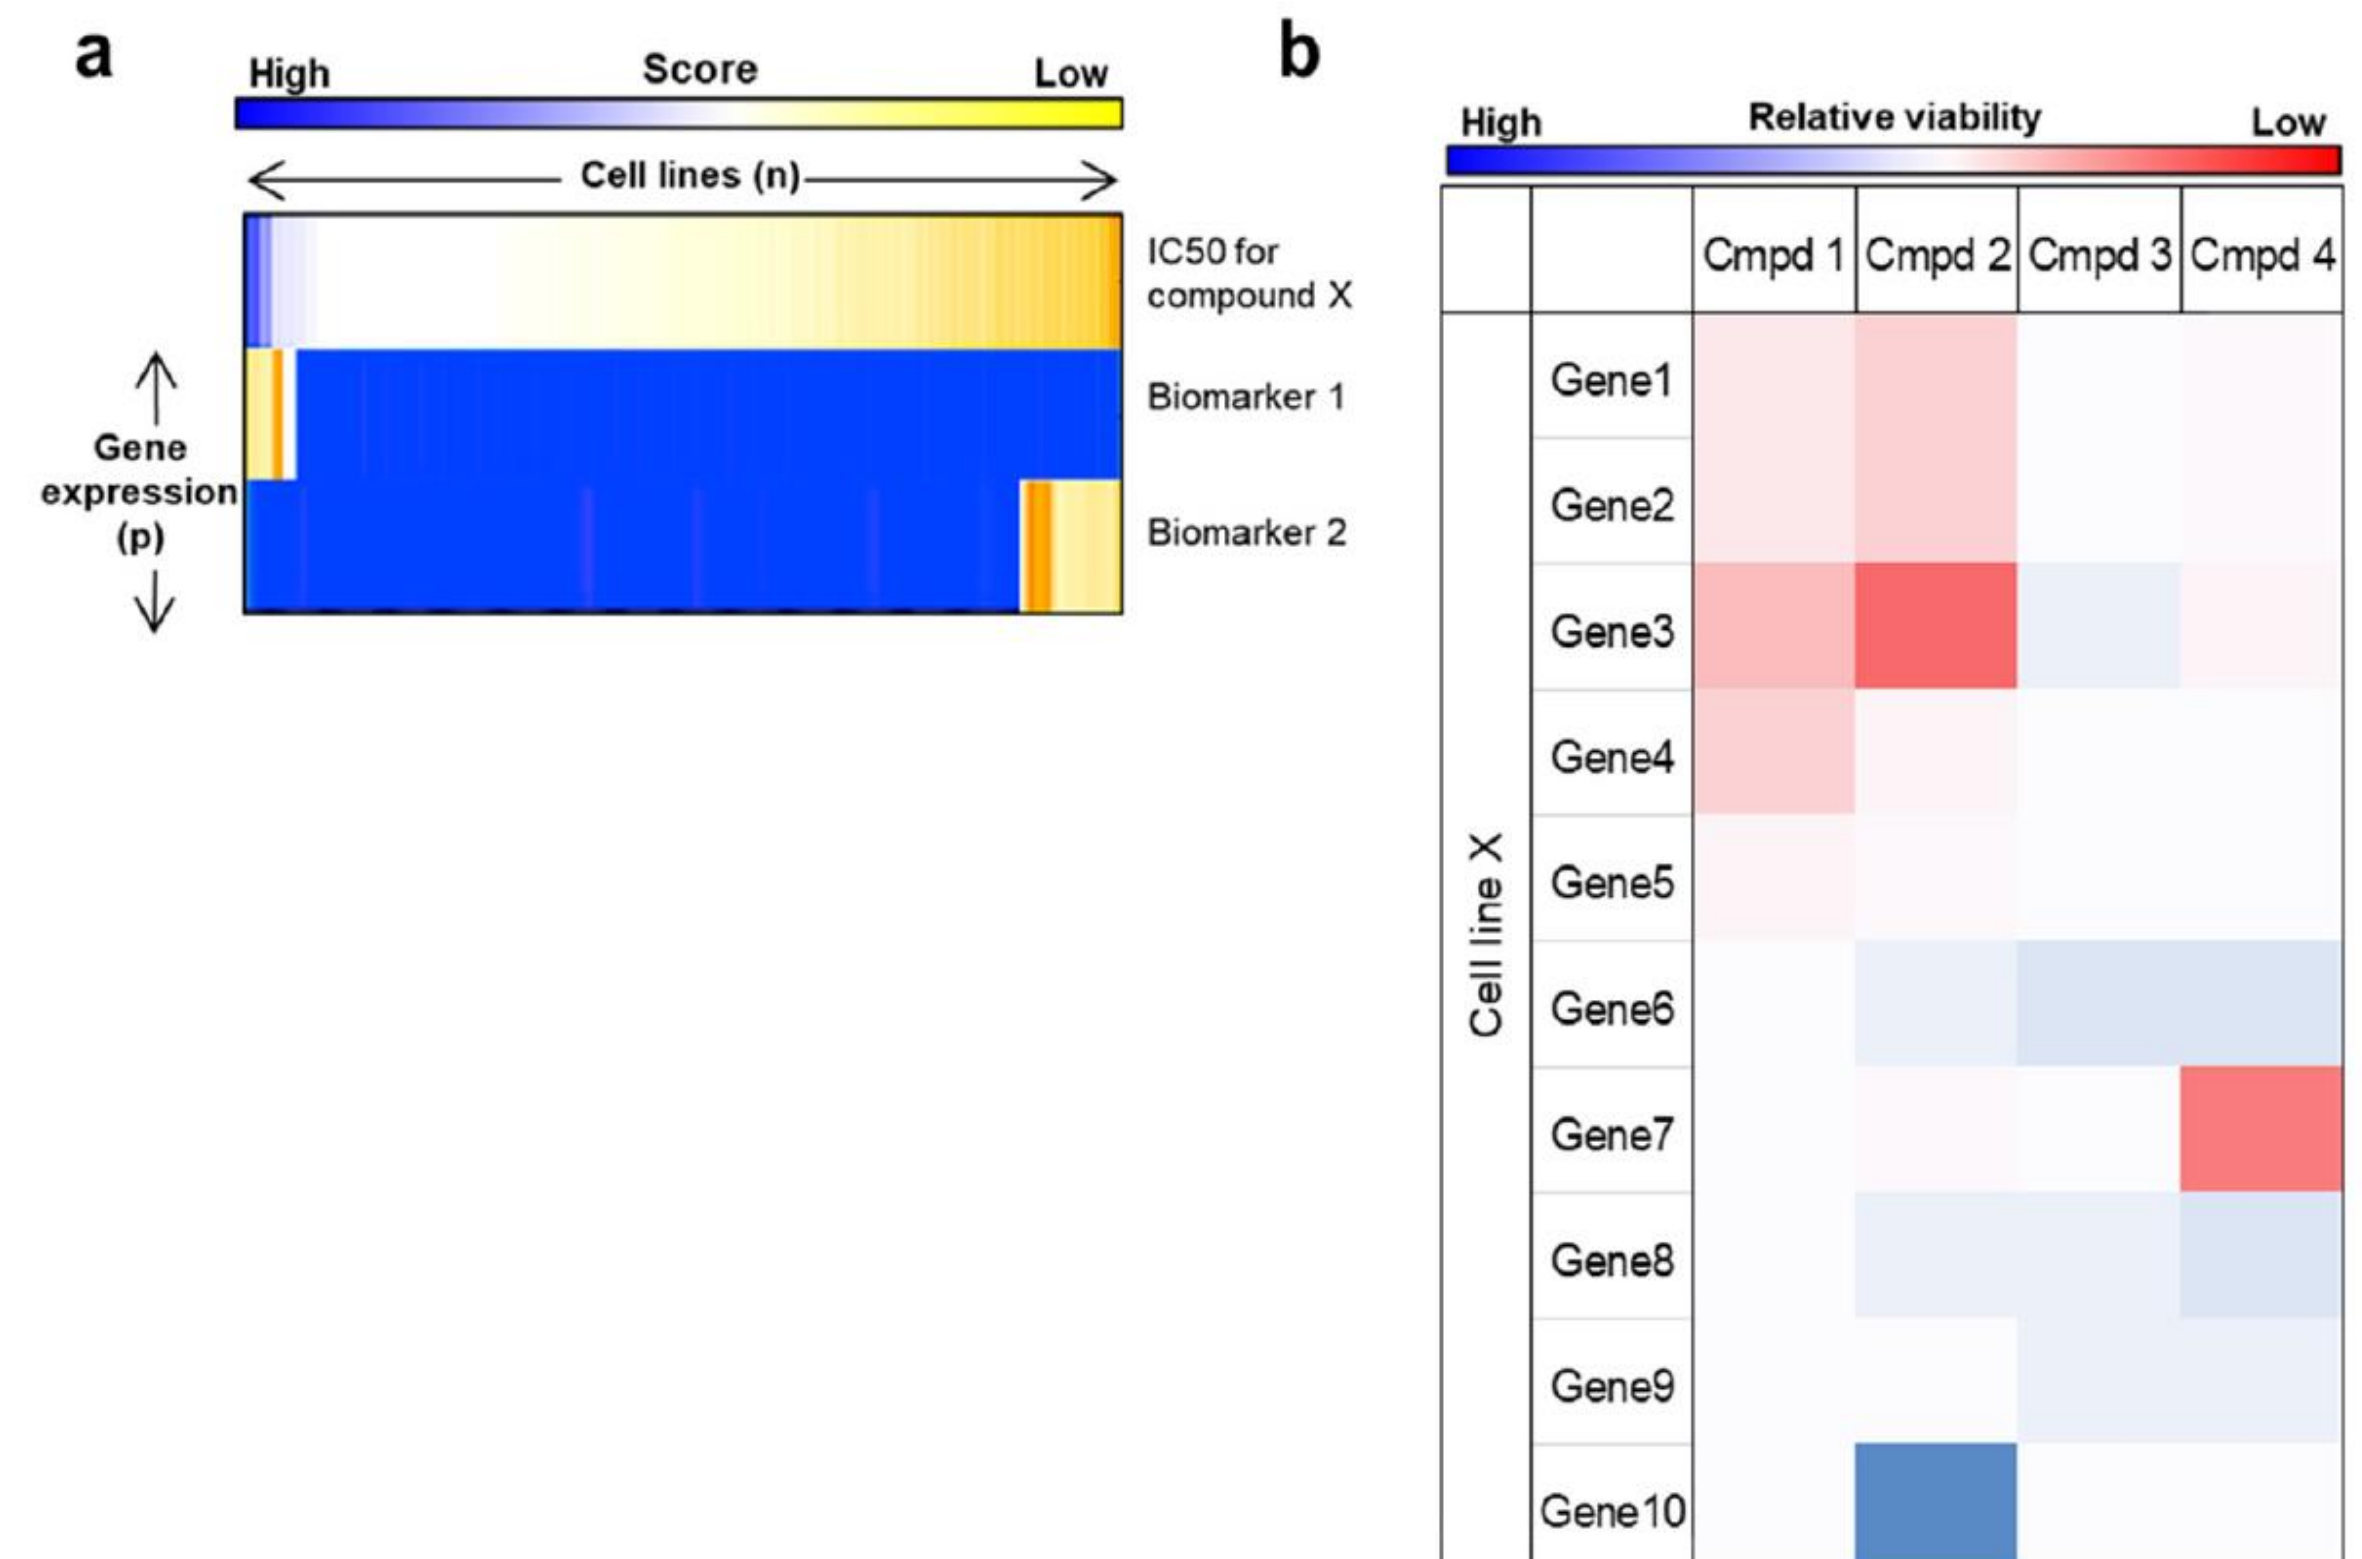 a
High Score Low
Cell lines (n)
IC50 for
compound X
Biomarker 1
Biomarker 2
Gene
expression
(p)
b
High Relative viability Low
Cmpd 1 Cmpd 2 Cmpd 3 Cmpd 4
Cell line X
Gene1
Gene2
Gene3
Gene4
Gene5
Gene6
Gene7
Gene8
Gene9
Gene10